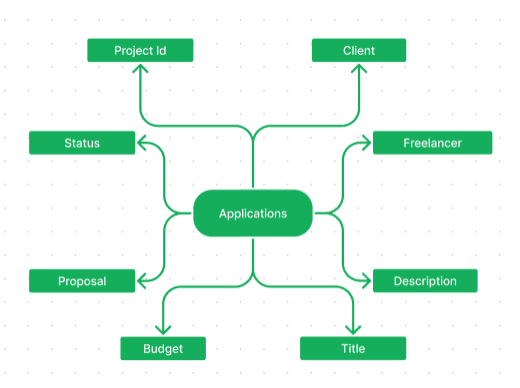 Project Id
Client
Status
Freelancer
Applications
Proposal
Description
Budget
Title